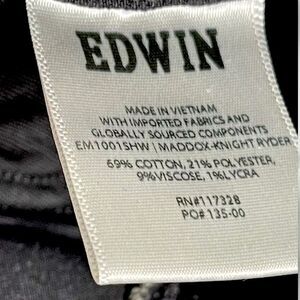 EDWIN
MADE IN VIETNAM
WITH IMPORTED FABRICS AND
GLOBALLY SOURCED COMPONENTS
EM1001SHW | MADDOX-KNIGHT RYDER
69% COTTON, 21% POLYESTER,
9%VISCOSE, 1%LYCRA
RN#117328
PO#135-00